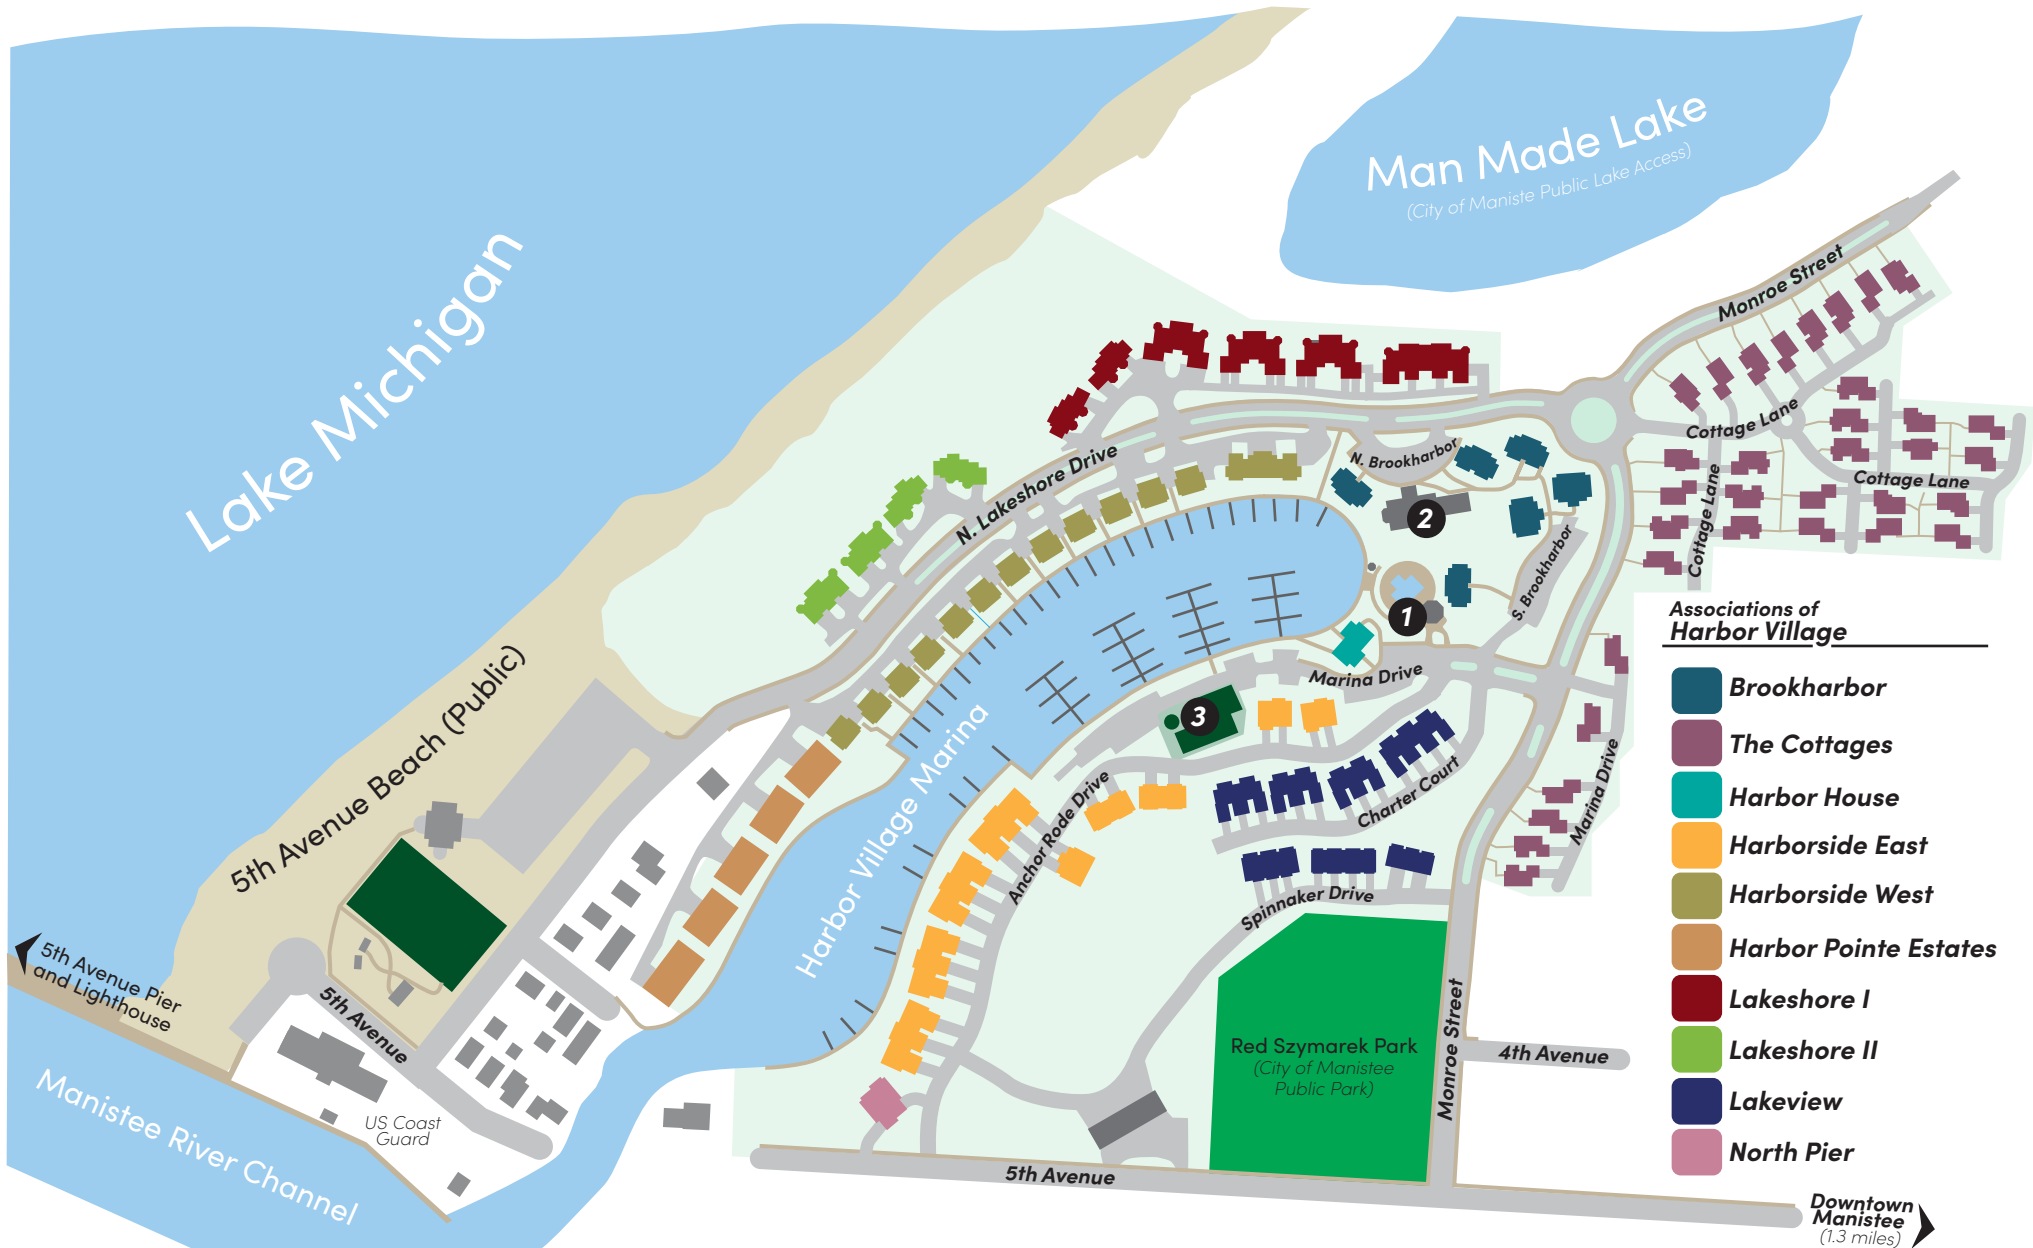 Man Made Lake
(City of Maniste Public Lake Access)
Lake Michigan
Monroe Street
N. Lakeshore Drive
N. Brookharbor
Cottage Lane
Cottage Lane
Cottage Lane
2
S. Brookharbor
1
Marina Drive
3
5th Avenue Beach (Public)
Harbor Village Marina
Anchor Rode Drive
Charter Court
Marina Drive
Spinnaker Drive
5th Avenue Pier
and Lighthouse
5th Avenue
US Coast
Guard
Manistee River Channel
Red Szymarek Park
(City of Manistee
Public Park)
Monroe Street
4th Avenue
5th Avenue
Associations of
Harbor Village
Brookharbor
The Cottages
Harbor House
Harborside East
Harborside West
Harbor Pointe Estates
Lakeshore I
Lakeshore II
Lakeview
North Pier
Downtown
Manistee
(1.3 miles)